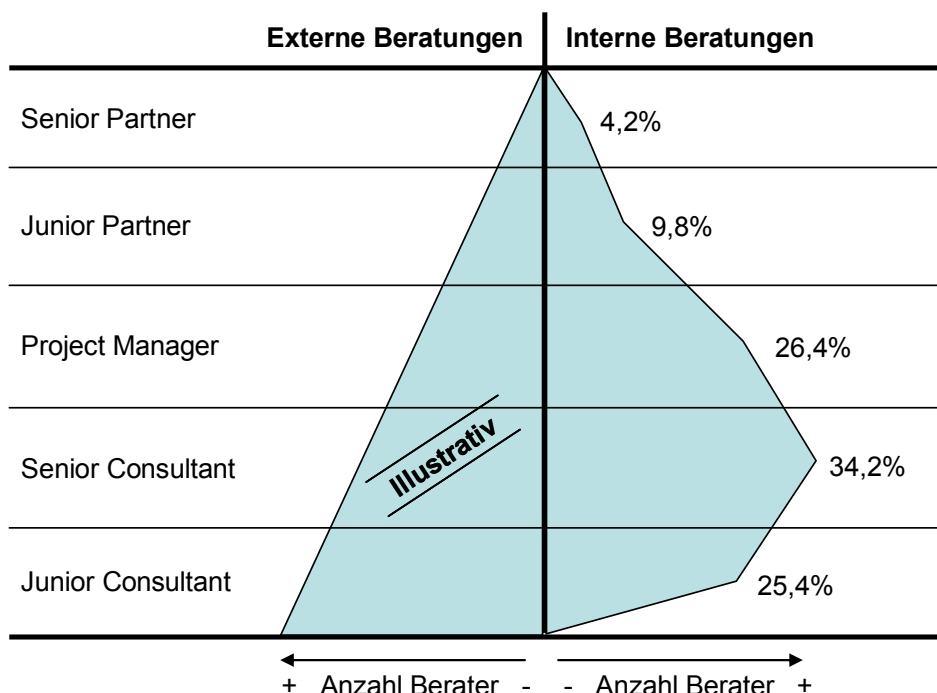 Externe Beratungen Interne Beratungen
Senior Partner 4,2%
Junior Partner 9,8%
Project Manager 26,4%
Illustrativ
Senior Consultant 34,2%
Junior Consultant 25,4%
+ Anzahl Berater - - Anzahl Berater +